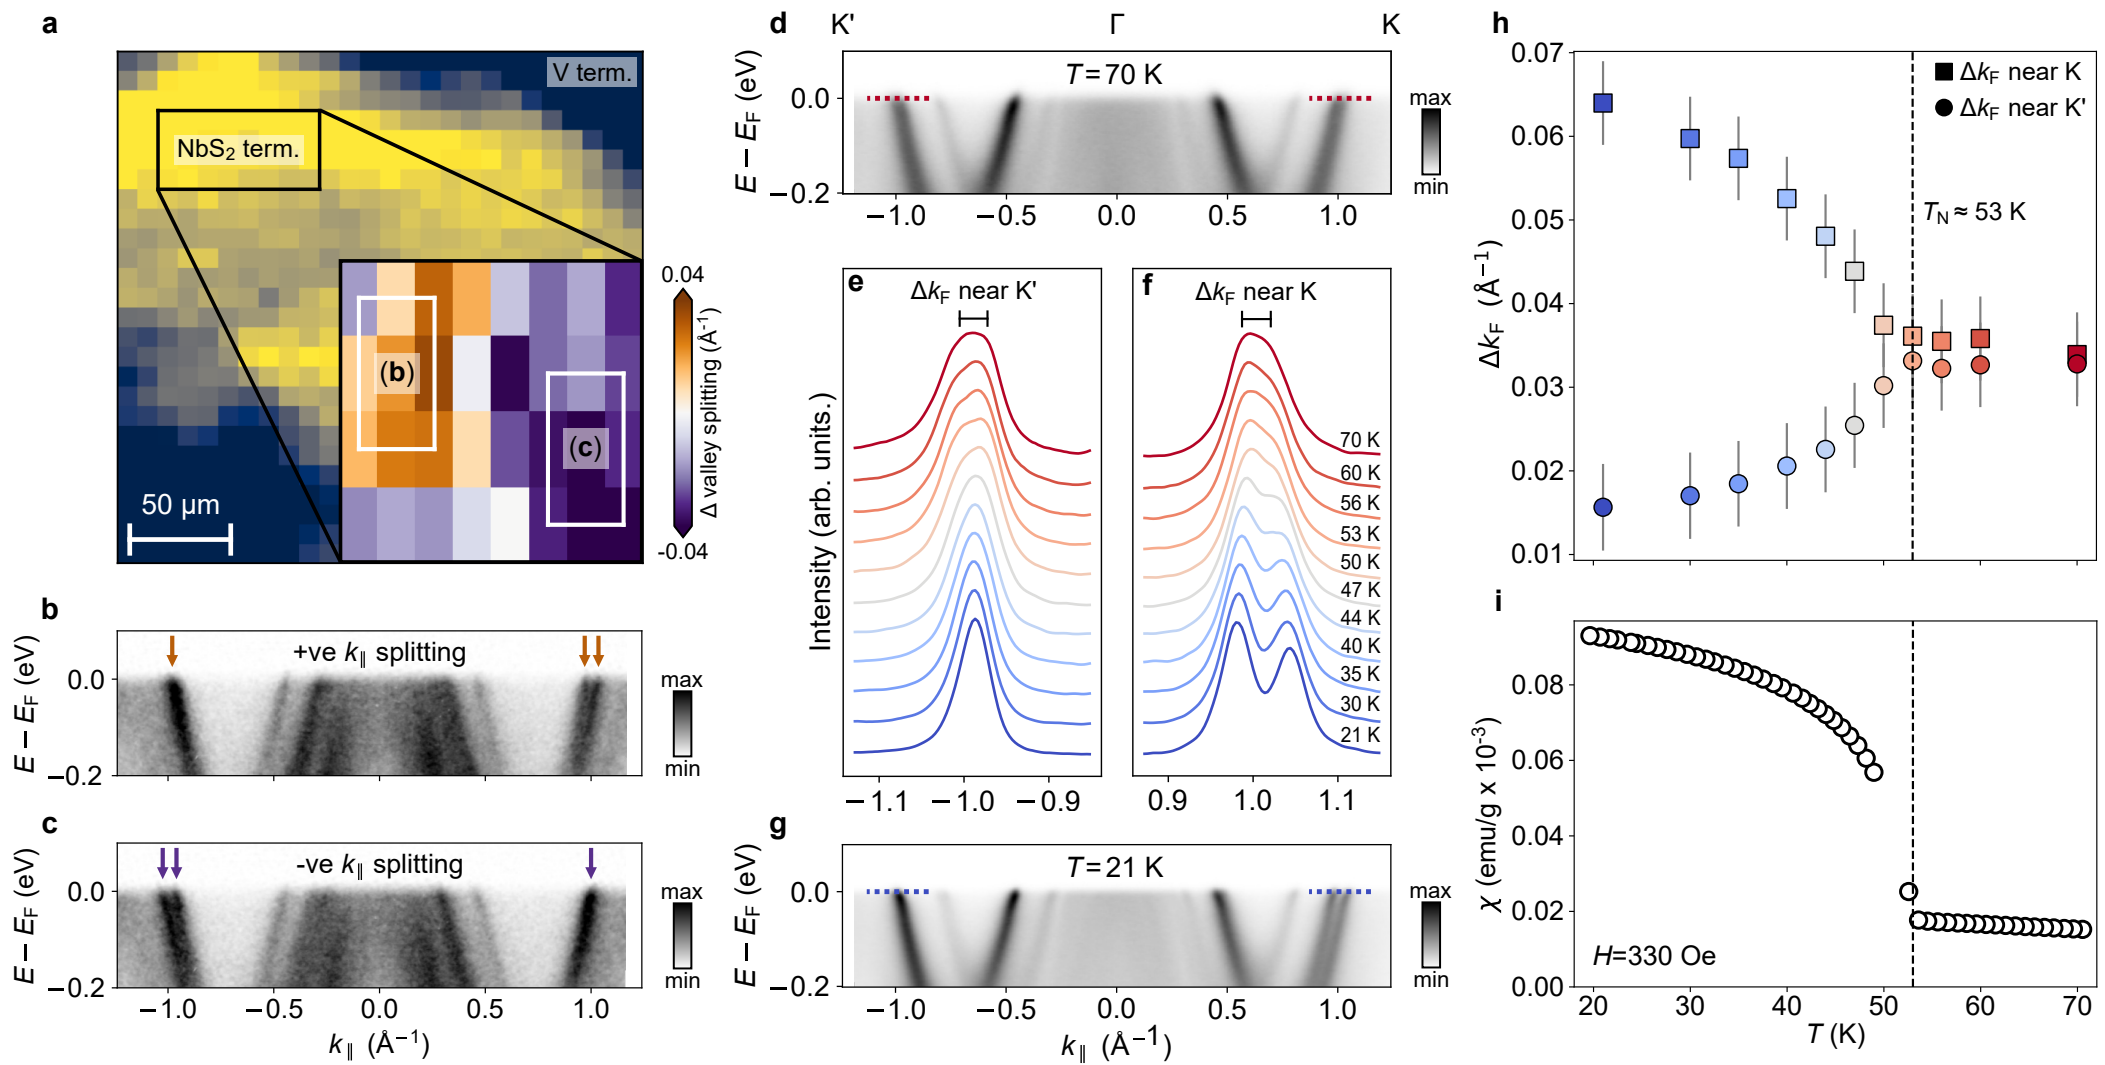 a
V term.
NbS2 term.
50 µm
(b)
(c)
0.04
Δ valley splitting (Å-1)
-0.04
b
+ve k∥ splitting
E − EF (eV)
0.0
−0.2
max
min
c
-ve k∥ splitting
E − EF (eV)
0.0
−0.2
max
min
−1.0 −0.5 0.0 0.5 1.0
k∥ (Å−1)
d K' Γ K
T = 70 K
E − EF (eV)
0.0
−0.2
max
min
−1.0 −0.5 0.0 0.5 1.0
e
ΔkF near K'
Intensity (arb. units.)
−1.1 −1.0 −0.9
f
ΔkF near K
70 K
60 K
56 K
53 K
50 K
47 K
44 K
40 K
35 K
30 K
21 K
0.9 1.0 1.1
g
T = 21 K
E − EF (eV)
0.0
−0.2
max
min
−1.0 −0.5 0.0 0.5 1.0
k∥ (Å−1)
h
ΔkF near K
ΔkF near K'
TN ≈ 53 K
ΔkF (Å−1)
0.07
0.06
0.05
0.04
0.03
0.02
0.01
i
χ (emu/g x 10-3)
0.08
0.06
0.04
0.02
0.00
H=330 Oe
20 30 40 50 60 70
T (K)